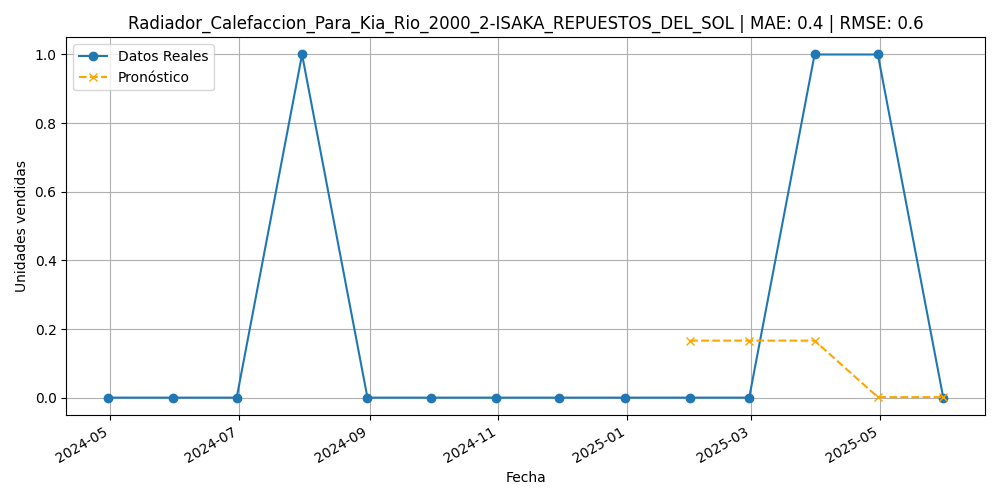 Radiador_Calefaccion_Para_Kia_Rio_2000_2-ISAKA_REPUESTOS_DEL_SOL | MAE: 0.4 | RMSE: 0.6
Datos Reales
Pronóstico
Unidades vendidas
1.0
0.8
0.6
0.4
0.2
0.0
2024-05
2024-07
2024-09
2024-11
2025-01
2025-03
2025-05
Fecha